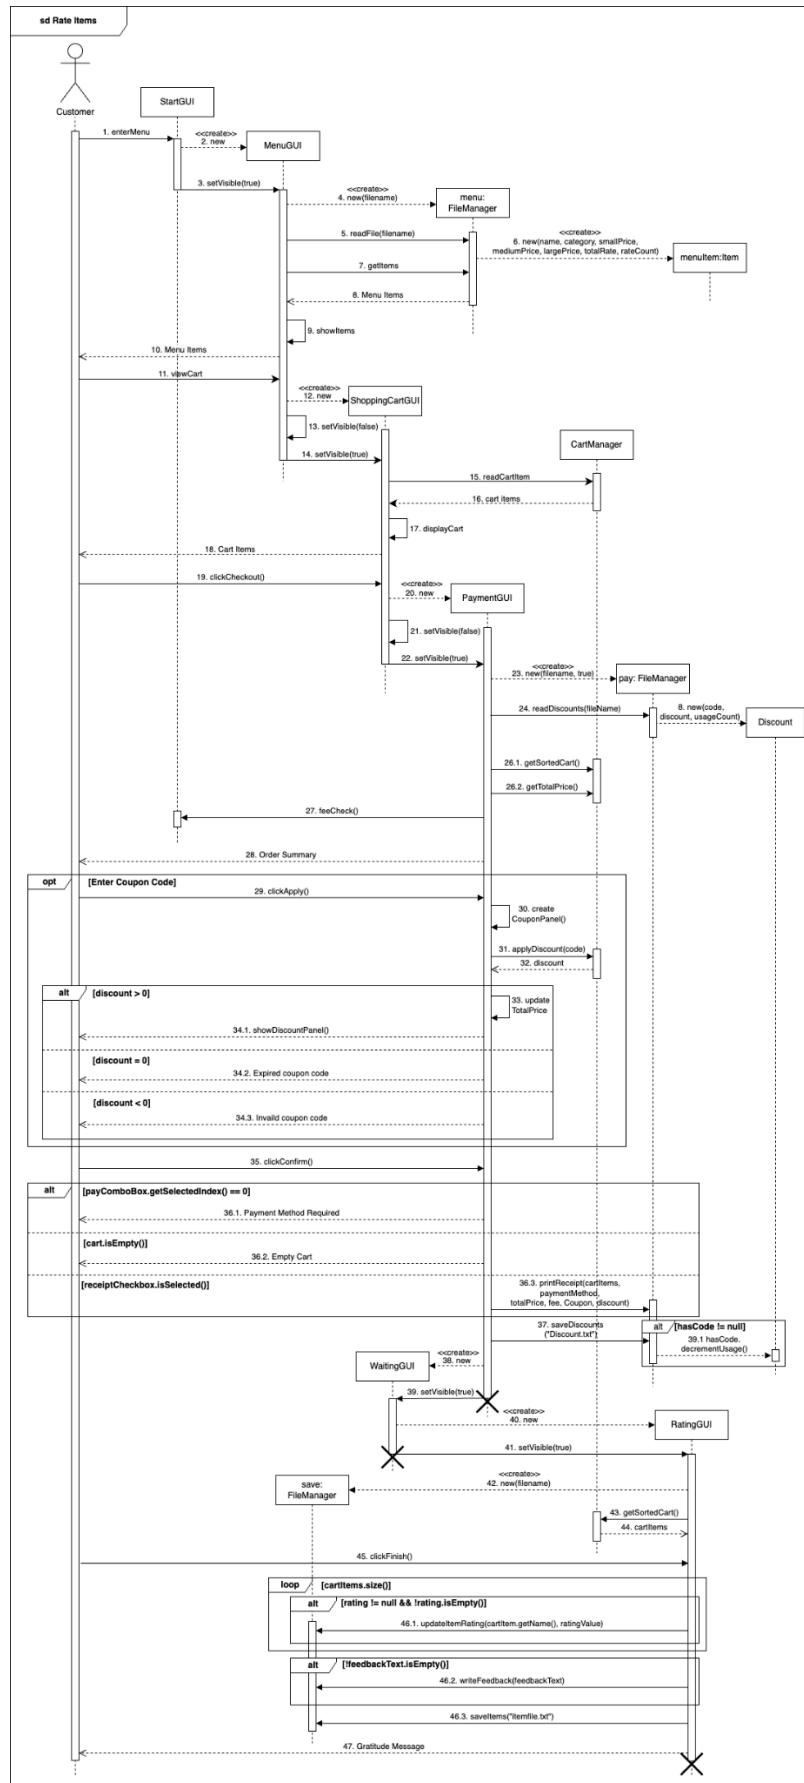 sd Rate Items
Customer
StartGUI
1. enterMenu
<<create>>
2. new
MenuGUI
3. setVisible(true)
<<create>>
4. new(filename)
menu:
FileManager
5. readFile(filename)
<<create>>
6. new(name, category, smallPrice,
mediumPrice, largePrice, totalRate, rateCount)
menuItem:Item
7. getItems
8. Menu Items
9. showItems
10. Menu Items
11. viewCart
<<create>>
12. new
ShoppingCartGUI
13. setVisible(false)
14. setVisible(true)
CartManager
15. readCartItem
16. cart items
17. displayCart
18. Cart Items
19. clickCheckout()
<<create>>
20. new
PaymentGUI
21. setVisible(false)
22. setVisible(true)
<<create>>
23. new(filename, true)
pay: FileManager
24. readDiscounts(fileName)
8. new(code,
discount, usageCount)
Discount
26.1. getSortedCart()
26.2. getTotalPrice()
27. feeCheck()
28. Order Summary
opt
[Enter Coupon Code]
29. clickApply()
30. create
CouponPanel()
31. applyDiscount(code)
32. discount
alt
[discount > 0]
33. update
TotalPrice
34.1. showDiscountPanel()
[discount = 0]
34.2. Expired coupon code
[discount < 0]
34.3. Invaild coupon code
35. clickConfirm()
alt
[payComboBox.getSelectedIndex() == 0]
36.1. Payment Method Required
[cart.isEmpty()]
36.2. Empty Cart
[receiptCheckbox.isSelected()]
36.3. printReceipt(cartItems,
paymentMethod,
totalPrice, fee, Coupon, discount)
37. saveDiscounts
("Discount.txt")
alt
[hasCode != null]
39.1 hasCode.
decrementUsage()
WaitingGUI
<<create>>
38. new
39. setVisible(true)
<<create>>
40. new
RatingGUI
41. setVisible(true)
<<create>>
42. new(filename)
save:
FileManager
43. getSortedCart()
44. cartItems
45. clickFinish()
loop
[cartItems.size()]
alt
[rating != null && !rating.isEmpty()]
46.1. updateItemRating(cartItem.getName(), ratingValue)
alt
[!feedbackText.isEmpty()]
46.2. writeFeedback(feedbackText)
46.3. saveItems("Itemfile.txt")
47. Gratitude Message